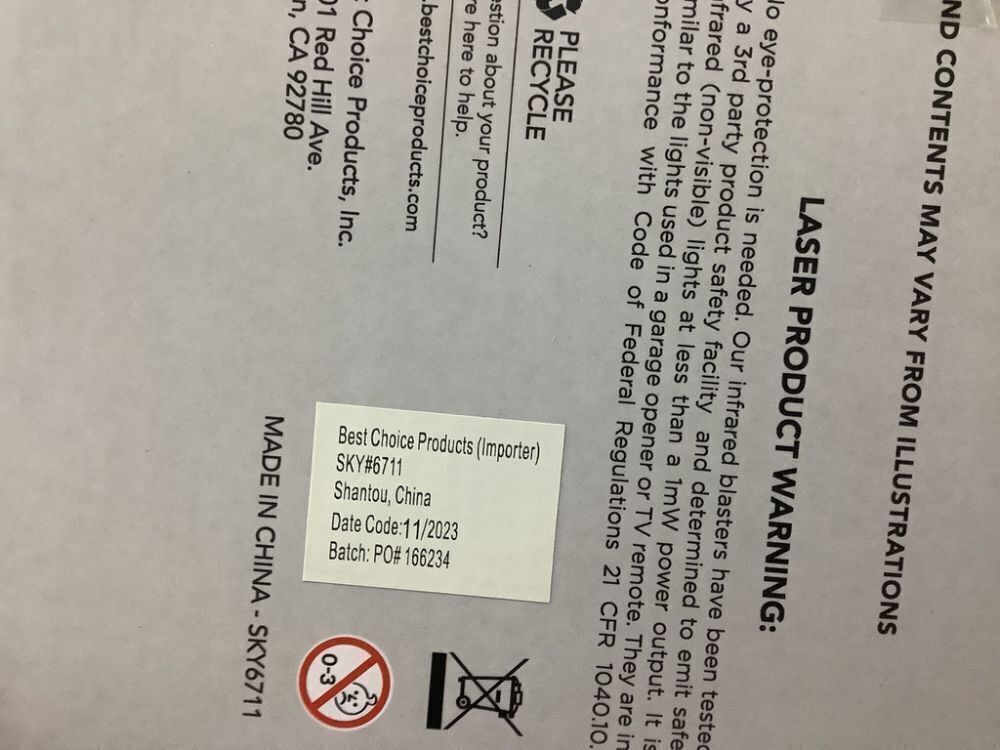 ND CONTENTS MAY VARY FROM ILLUSTRATIONS
LASER PRODUCT WARNING:
lo eye-protection is needed. Our infrared blasters have been tested
y a 3rd party product safety facility and determined to emit safe
nfrared (non-visible) lights at less than a 1mW power output. It is
milar to the lights used in a garage opener or TV remote. They are in
onformance with Code of Federal Regulations 21 CFR 1040.10.
PLEASE
RECYCLE
estion about your product?
re here to help.
.bestchoiceproducts.com
t Choice Products, Inc.
01 Red Hill Ave.
n, CA 92780
Best Choice Products (Importer)
SKY#6711
Shantou, China
Date Code:11/2023
Batch: PO# 166234
MADE IN CHINA - SKY6711
0-3